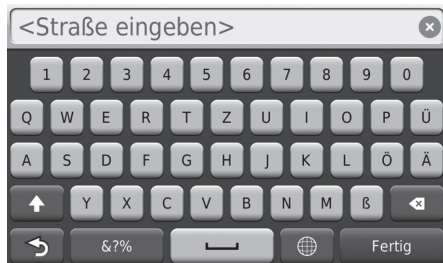 <Straße eingeben>
1 2 3 4 5 6 7 8 9 0
Q W E R T Z U I O P Ü
A S D F G H J K L Ö Ä
Y X C V B N M ß
&?% Fertig